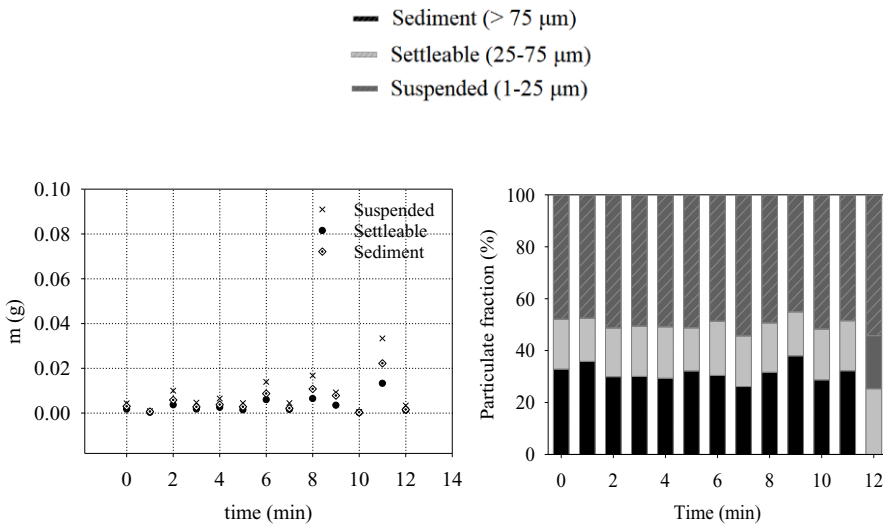 Sediment (> 75 μm)
Settleable (25-75 μm)
Suspended (1-25 μm)
0.10
0.08
0.06
0.04
0.02
0.00
m (g)
Suspended
Settleable
Sediment
0 2 4 6 8 10 12 14
time (min)
100
80
60
40
20
0
Particulate fraction (%)
0 2 4 6 8 10 12
Time (min)